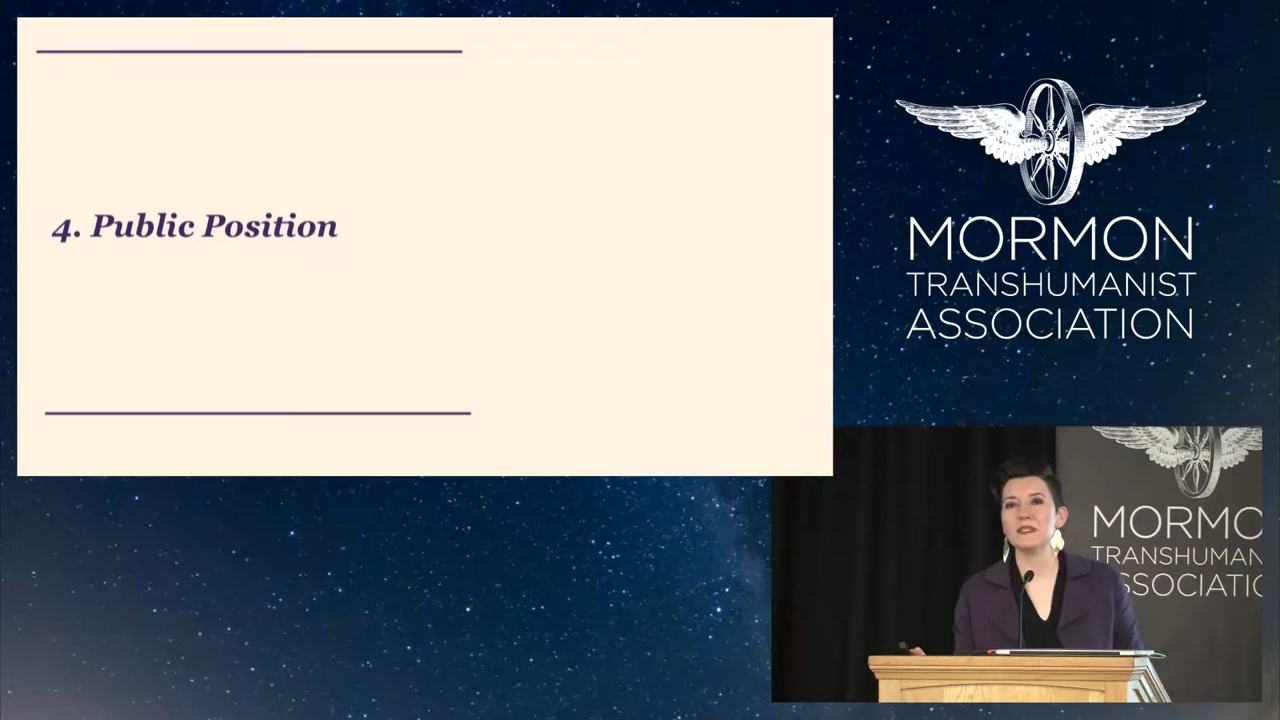 4. Public Position
MORMON
TRANSHUMANIST
ASSOCIATION
MORMO
TRANSHUMAN
SSOCIATIO